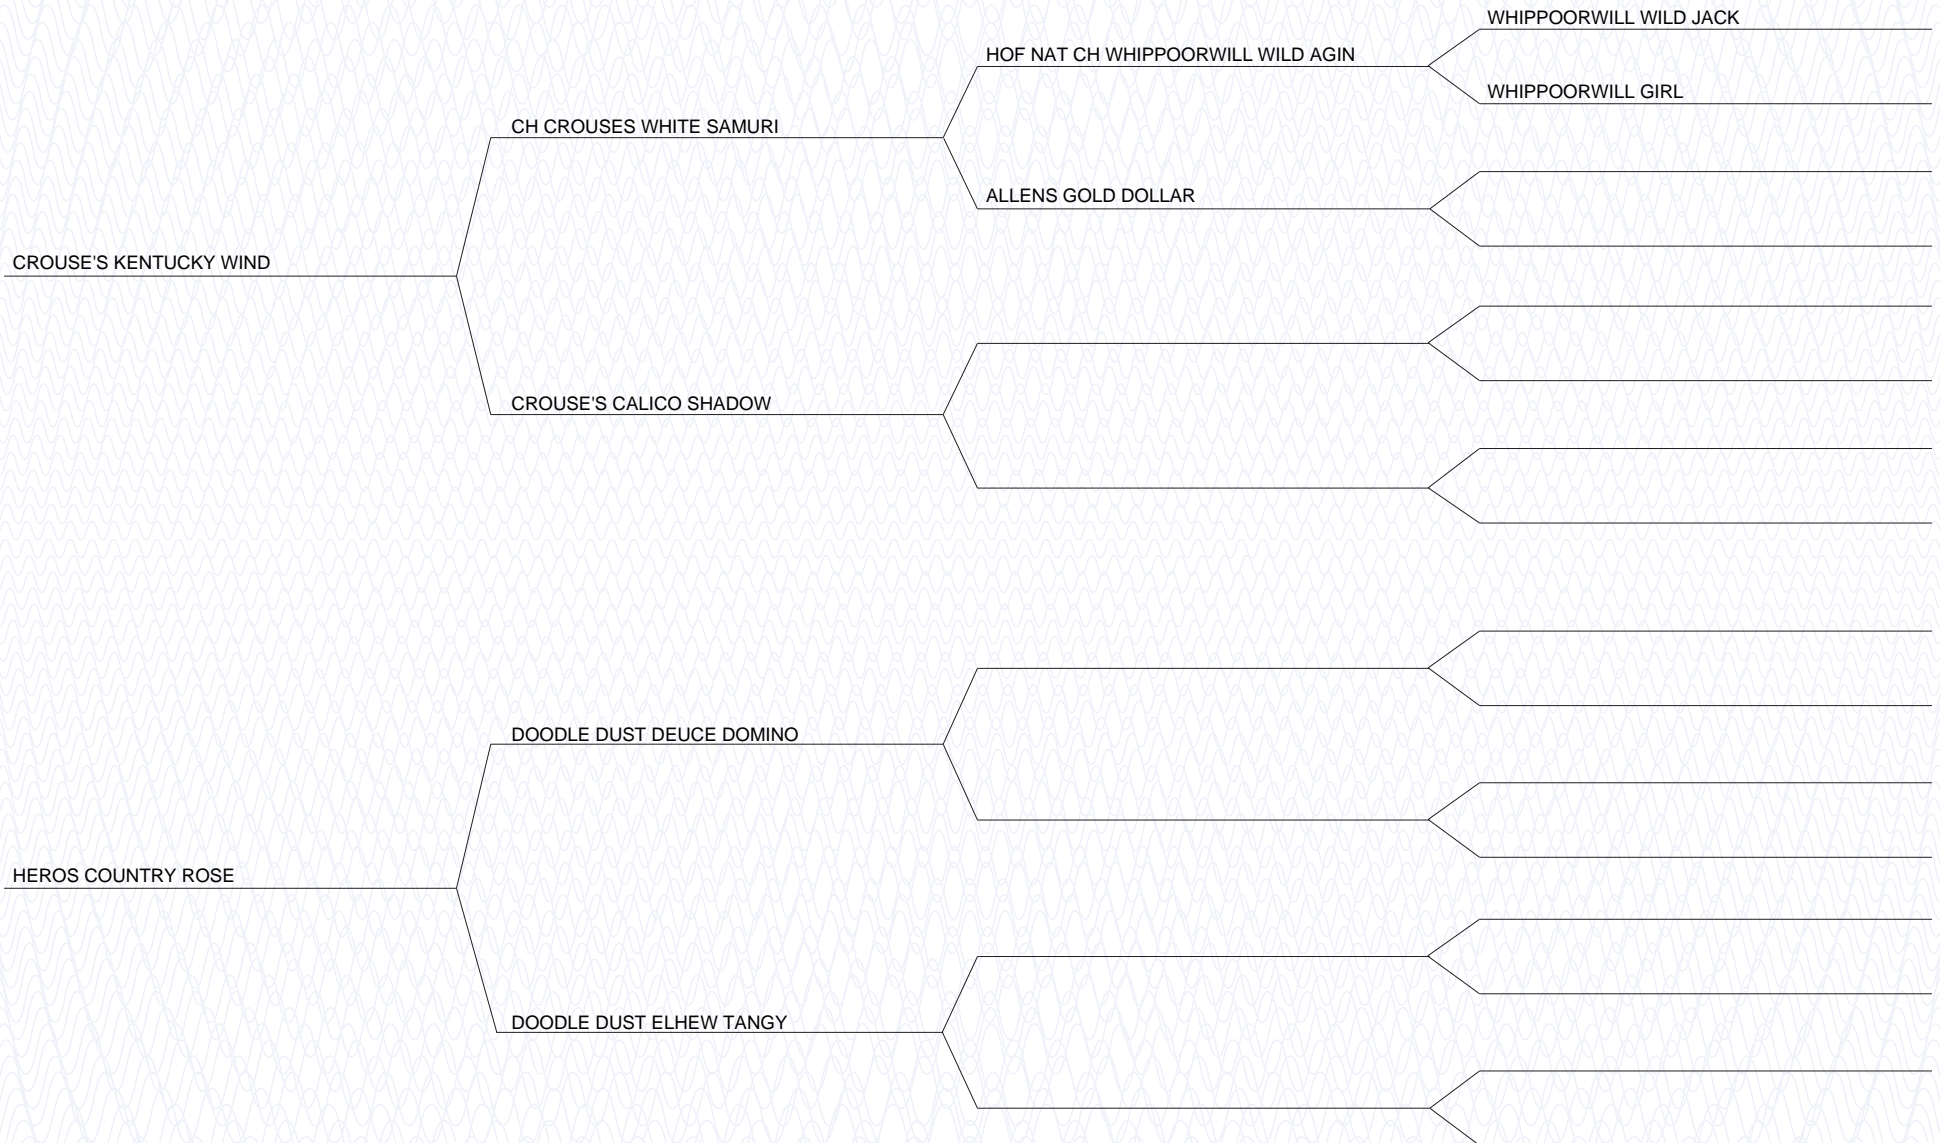 WHIPPOORWILL WILD JACK
HOF NAT CH WHIPPOORWILL WILD AGIN
WHIPPOORWILL GIRL
CH CROUSES WHITE SAMURI
ALLENS GOLD DOLLAR
CROUSE'S KENTUCKY WIND
CROUSE'S CALICO SHADOW
DOODLE DUST DEUCE DOMINO
HEROS COUNTRY ROSE
DOODLE DUST ELHEW TANGY